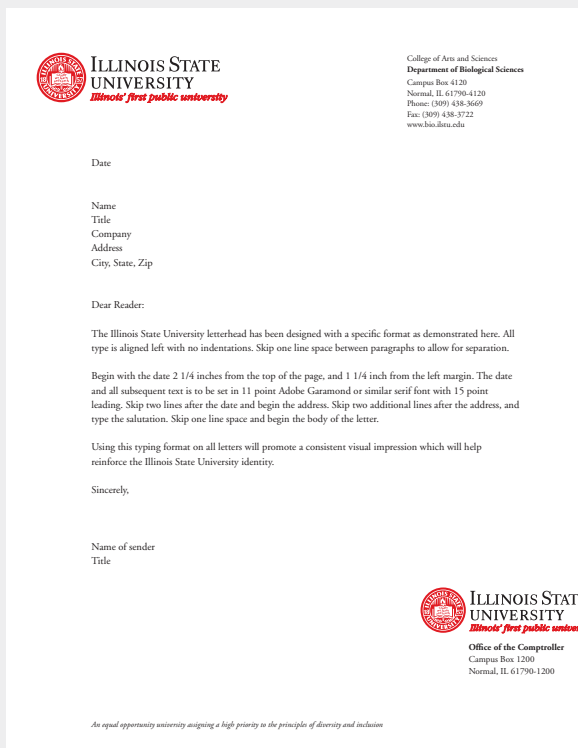 ILLINOIS STATE
UNIVERSITY
Illinois' first public university
College of Arts and Sciences
Department of Biological Sciences
Campus Box 4120
Normal, IL 61790-4120
Phone: (309) 438-3669
Fax: (309) 438-3722
www.bio.ilstu.edu
Date
Name
Title
Company
Address
City, State, Zip
Dear Reader:
The Illinois State University letterhead has been designed with a specific format as demonstrated here. All
type is aligned left with no indentations. Skip one line space between paragraphs to allow for separation.
Begin with the date 2 1/4 inches from the top of the page, and 1 1/4 inch from the left margin. The date
and all subsequent text is to be set in 11 point Adobe Garamond or similar serif font with 15 point
leading. Skip two lines after the date and begin the address. Skip two additional lines after the address, and
type the salutation. Skip one line space and begin the body of the letter.
Using this typing format on all letters will promote a consistent visual impression which will help
reinforce the Illinois State University identity.
Sincerely,
Name of sender
Title
ILLINOIS STAT
UNIVERSITY
Illinois' first public univer
Office of the Comptroller
Campus Box 1200
Normal, IL 61790-1200
An equal opportunity university assigning a high priority to the principles of diversity and inclusion